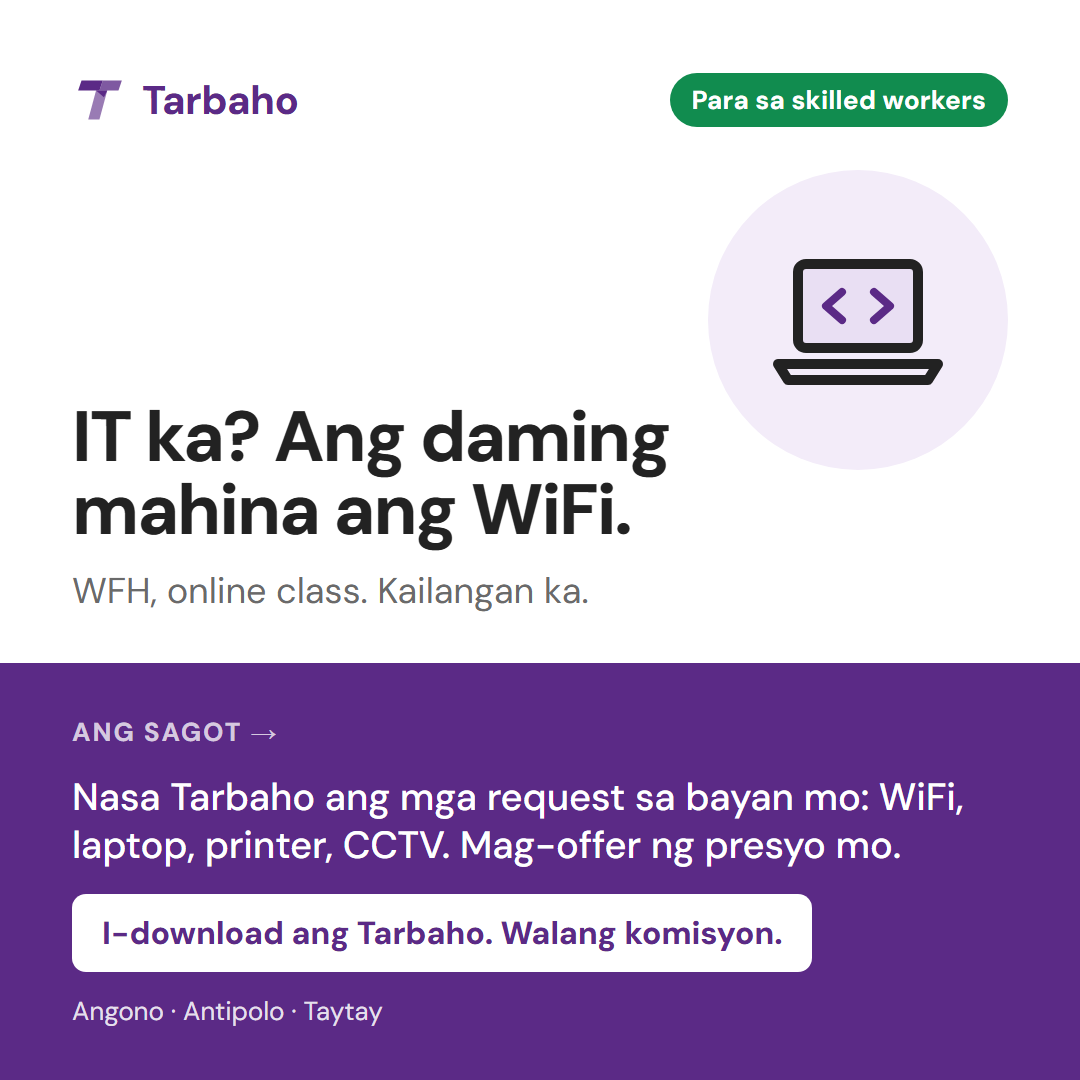 Tarbaho
Para sa skilled workers
IT ka? Ang daming
mahina ang WiFi.
WFH, online class. Kailangan ka.
ANG SAGOT →
Nasa Tarbaho ang mga request sa bayan mo: WiFi,
laptop, printer, CCTV. Mag-offer ng presyo mo.
I-download ang Tarbaho. Walang komisyon.
Angono · Antipolo · Taytay